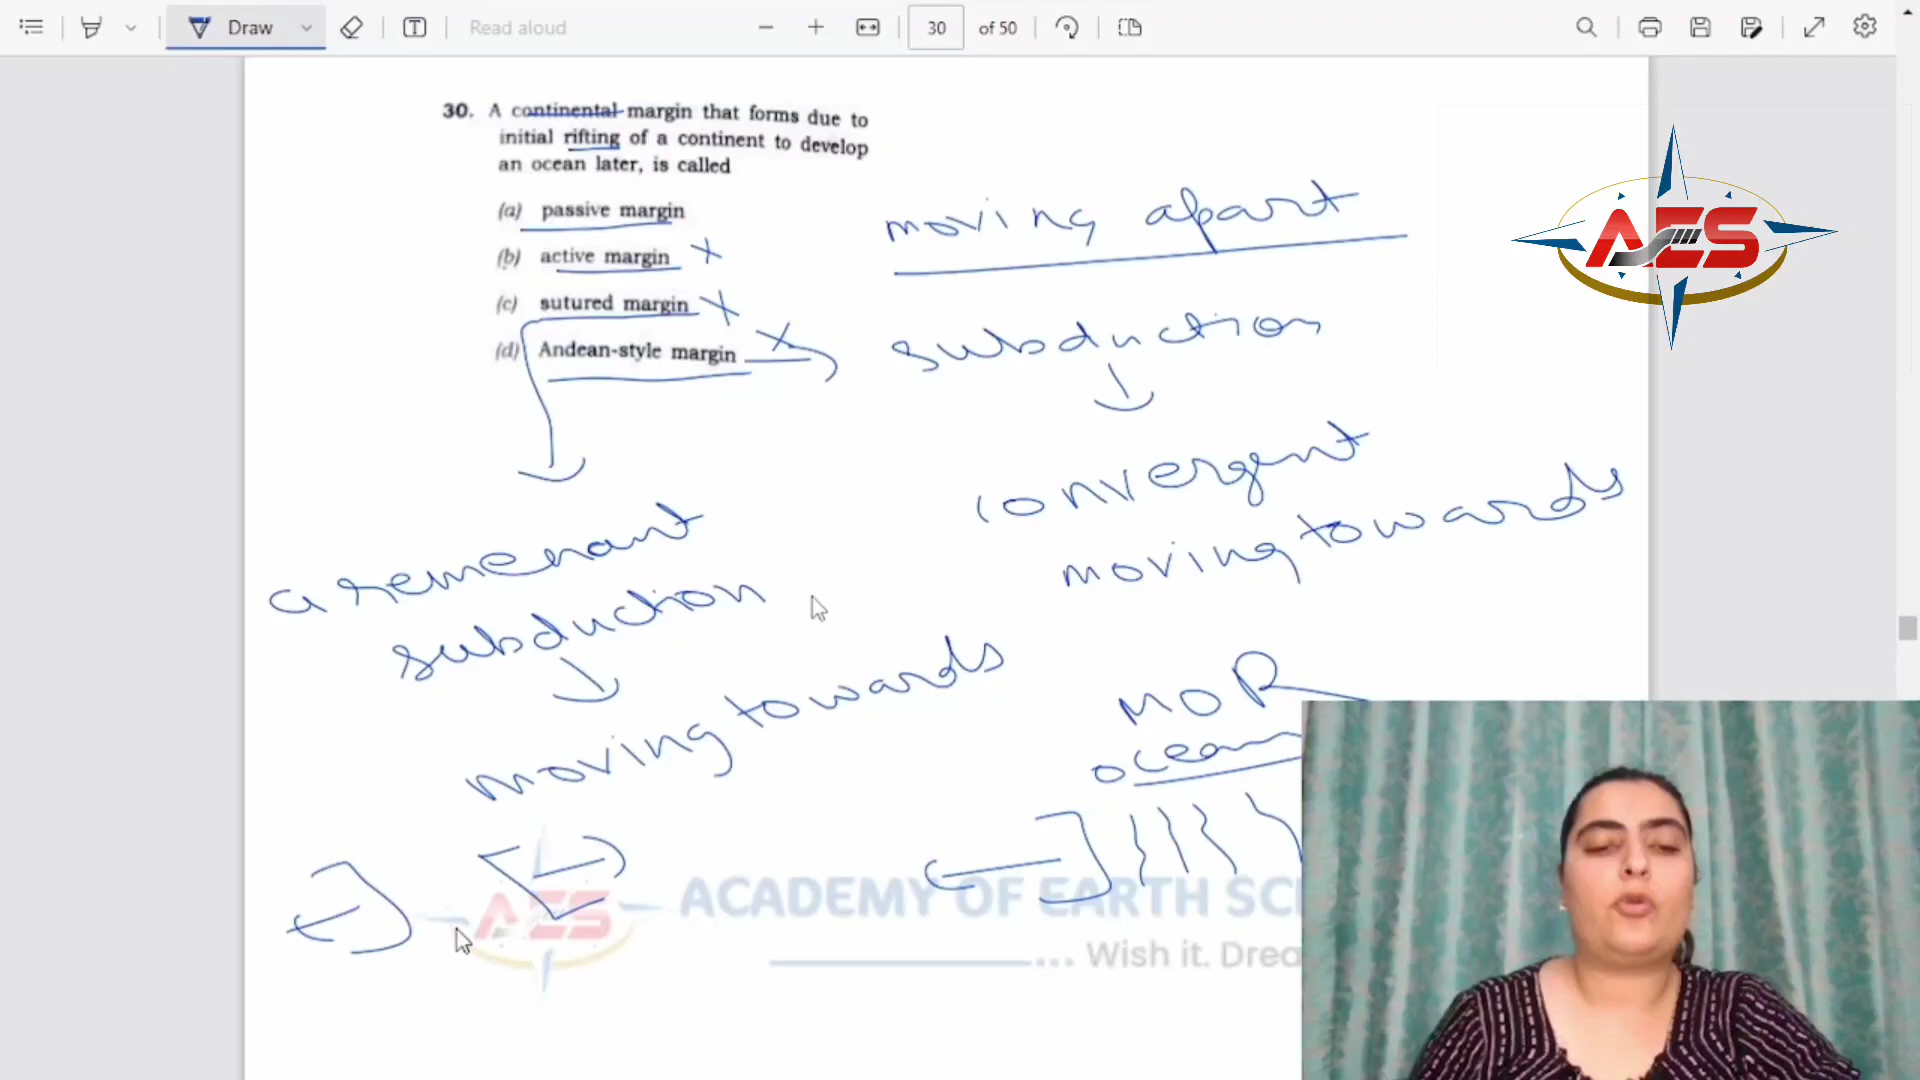 Draw
Read aloud
30
of 50
30. A continental margin that forms due to
initial rifting of a continent to develop
an ocean later, is called
(a) passive margin
(b) active margin
(c) sutured margin
(d) Andean-style margin
moving apart
subduction
convergent
moving towards
a remenant
subduction
moving towards
MOR
ocean
AES
AES
ACADEMY OF EARTH SC
... Wish it. Drea